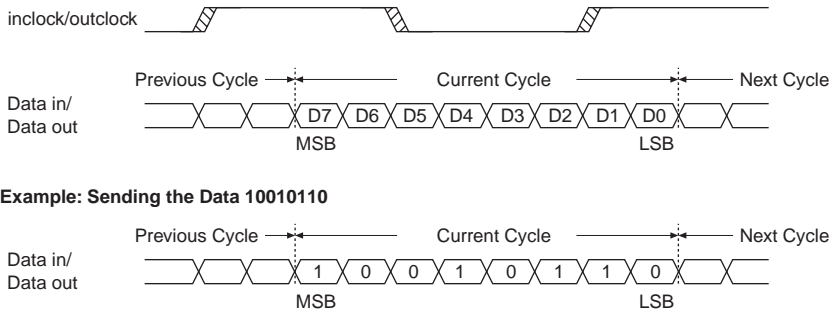 inclock/outclock
Previous Cycle Current Cycle Next Cycle
Data in/
Data out
D7 D6 D5 D4 D3 D2 D1 D0
MSB LSB
Example: Sending the Data 10010110
Previous Cycle Current Cycle Next Cycle
Data in/
Data out
1 0 0 1 0 1 1 0
MSB LSB